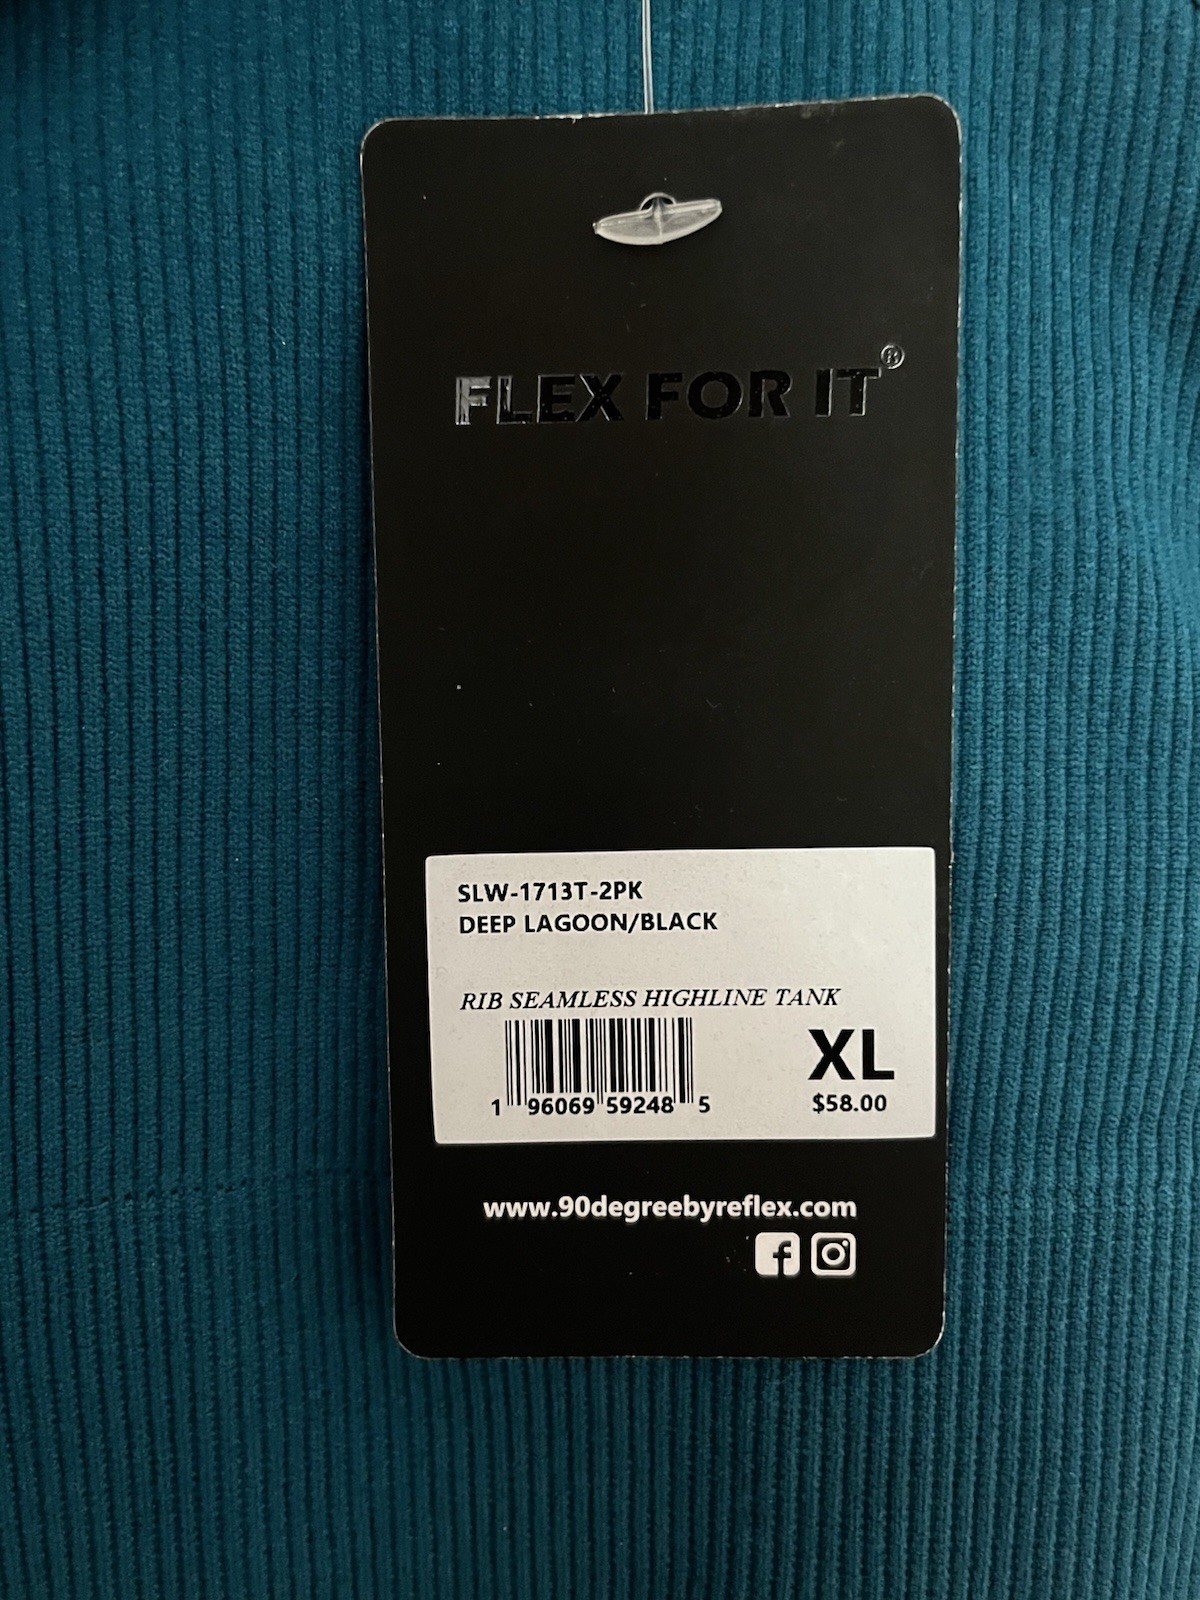 FLEX FOR IT®
SLW-1713T-2PK
DEEP LAGOON/BLACK
RIB SEAMLESS HIGHLINE TANK
XL
1 96069 59248 5
$58.00
www.90degreebyreflex.com